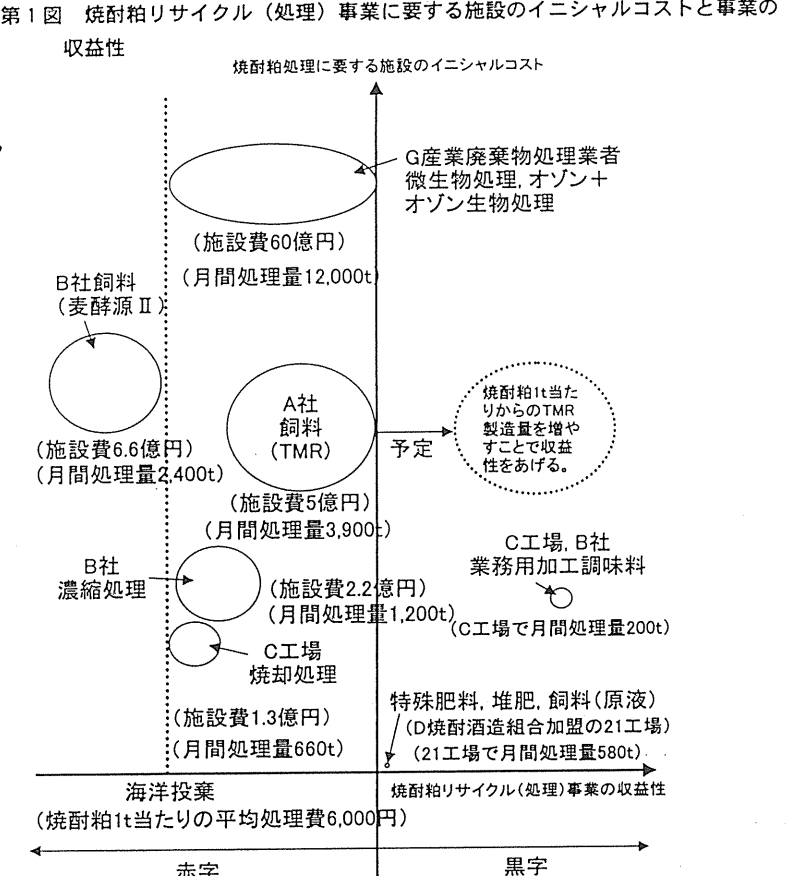 第1図　焼酎粕リサイクル（処理）事業に要する施設のイニシャルコストと事業の
収益性
焼酎粕処理に要する施設のイニシャルコスト
G産業廃棄物処理業者
微生物処理, オゾン＋
オゾン生物処理
(施設費60億円)
(月間処理量12,000t)
B社飼料
(麦酵源Ⅱ)
(施設費6.6億円)
(月間処理量2,400t)
A社
飼料
(TMR)
(施設費5億円)
(月間処理量3,900t)
予定
焼酎粕1t当た
りからのTMR
製造量を増や
すことで収益
性をあげる。
B社
濃縮処理
(施設費2.2億円)
(月間処理量1,200t)
C工場, B社
業務用加工調味料
(C工場で月間処理量200t)
C工場
焼却処理
(施設費1.3億円)
(月間処理量660t)
特殊肥料, 堆肥, 飼料(原液)
(D焼酎酒造組合加盟の21工場)
(21工場で月間処理量580t)
海洋投棄
(焼酎粕1t当たりの平均処理費6,000円)
焼酎粕リサイクル(処理)事業の収益性
赤字
黒字